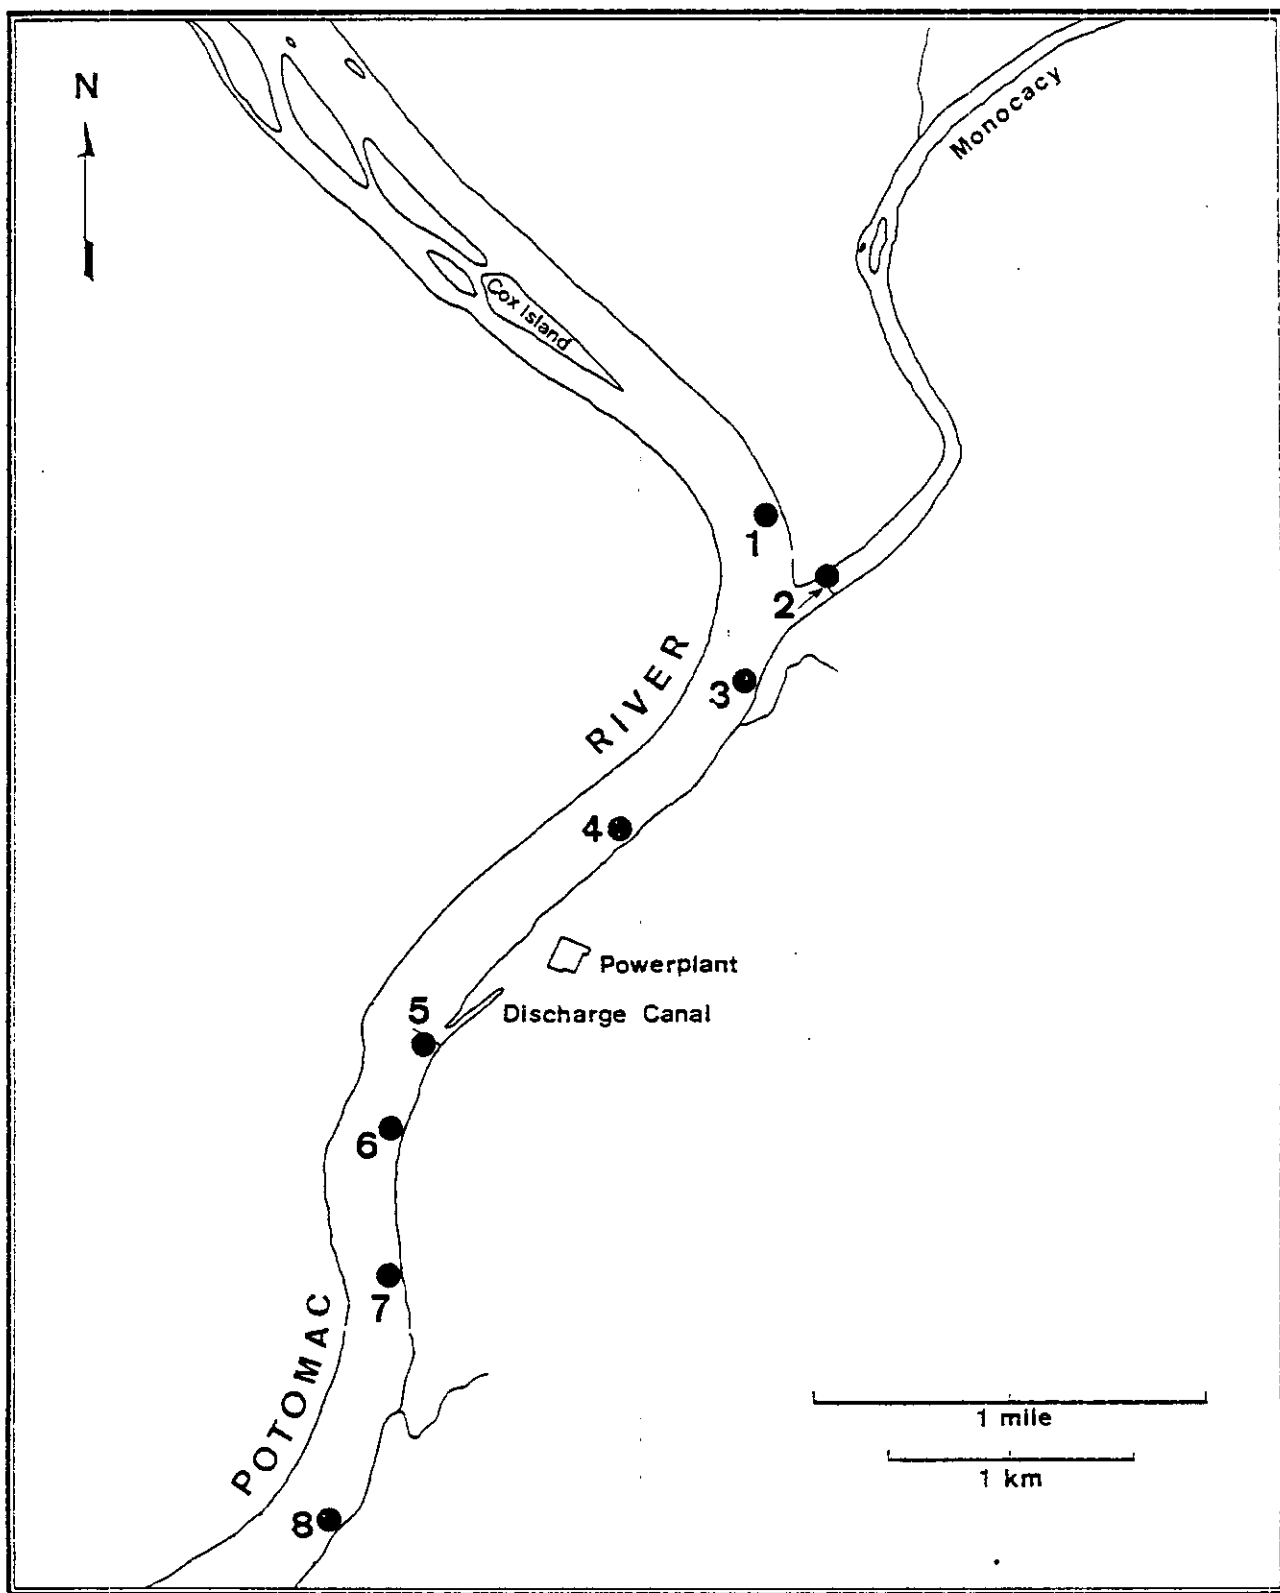 N
Monocacy
Cox Island
1
2
3
RIVER
4
Powerplant
5
Discharge Canal
6
7
POTOMAC
1 mile
1 km
8